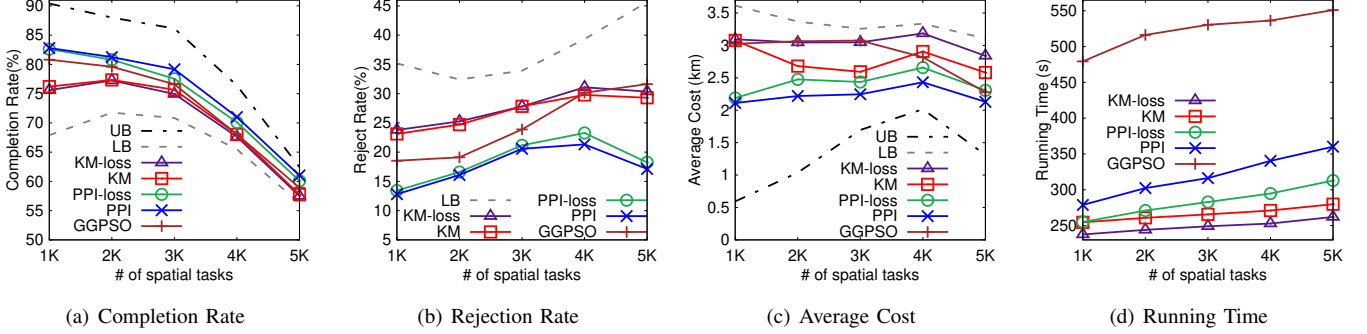 Completion Rate(%)
90
85
80
75
70
65
60
55
50
UB
LB
KM-loss
KM
PPI-loss
PPI
GGPSO
1K 2K 3K 4K 5K
# of spatial tasks
(a) Completion Rate
Reject Rate(%)
45
40
35
30
25
20
15
10
5
LB
KM-loss
KM
PPI-loss
PPI
GGPSO
1K 2K 3K 4K 5K
# of spatial tasks
(b) Rejection Rate
Average Cost (km)
3.5
3
2.5
2
1.5
1
0.5
0
UB
LB
KM-loss
KM
PPI-loss
PPI
GGPSO
1K 2K 3K 4K 5K
# of spatial tasks
(c) Average Cost
Running Time (s)
550
500
450
400
350
300
250
KM-loss
KM
PPI-loss
PPI
GGPSO
1K 2K 3K 4K 5K
# of spatial tasks
(d) Running Time